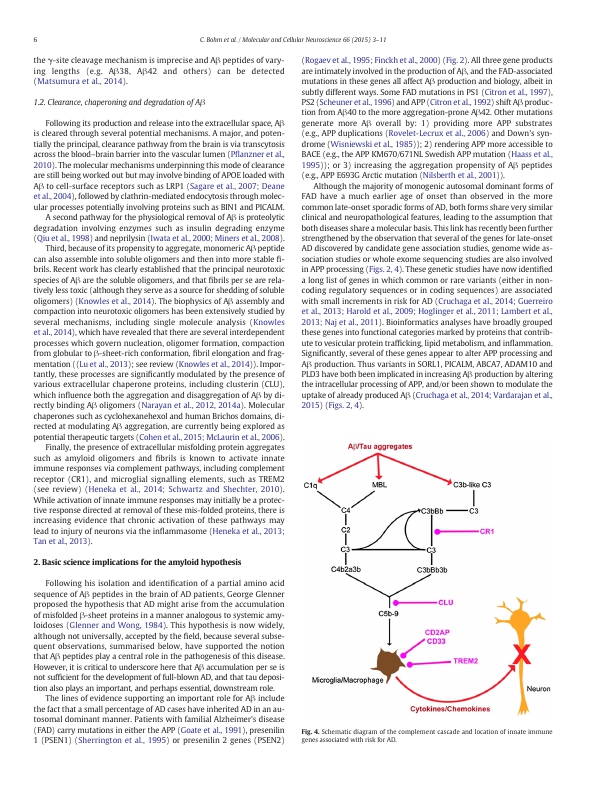 6
C. Bohm et al. / Molecular and Cellular Neuroscience 66 (2015) 3–11
the γ-site cleavage mechanism is imprecise and Aβ peptides of vary-
ing lengths (e.g. Aβ38, Aβ42 and others) can be detected
(Matsumura et al., 2014).
1.2. Clearance, chaperoning and degradation of Aβ
Following its production and release into the extracellular space, Aβ
is cleared through several potential mechanisms. A major, and poten-
tially the principal, clearance pathway from the brain is via transcytosis
across the blood–brain barrier into the vascular lumen (Pflanzner et al.,
2010). The molecular mechanisms underpinning this mode of clearance
are still being worked out but may involve binding of APOE loaded with
Aβ to cell-surface receptors such as LRP1 (Sagare et al., 2007; Deane
et al., 2004), followed by clathrin-mediated endocytosis through molec-
ular processes potentially involving proteins such as BIN1 and PICALM.
A second pathway for the physiological removal of Aβ is proteolytic
degradation involving enzymes such as insulin degrading enzyme
(Qiu et al., 1998) and neprilysin (Iwata et al., 2000; Miners et al., 2008).
Third, because of its propensity to aggregate, monomeric Aβ peptide
can also assemble into soluble oligomers and then into more stable fi-
brils. Recent work has clearly established that the principal neurotoxic
species of Aβ are the soluble oligomers, and that fibrils per se are rela-
tively less toxic (although they serve as a source for shedding of soluble
oligomers) (Knowles et al., 2014). The biophysics of Aβ assembly and
compaction into neurotoxic oligomers has been extensively studied by
several mechanisms, including single molecule analysis (Knowles
et al., 2014), which have revealed that there are several interdependent
processes which govern nucleation, oligomer formation, compaction
from globular to β-sheet-rich conformation, fibril elongation and frag-
mentation ((Lu et al., 2013); see review (Knowles et al., 2014)). Impor-
tantly, these processes are significantly modulated by the presence of
various extracellular chaperone proteins, including clusterin (CLU),
which influence both the aggregation and disaggregation of Aβ by di-
rectly binding Aβ oligomers (Narayan et al., 2012, 2014a). Molecular
chaperones such as cyclohexanehexol and human Brichos domains, di-
rected at modulating Aβ aggregation, are currently being explored as
potential therapeutic targets (Cohen et al., 2015; McLaurin et al., 2006).
Finally, the presence of extracellular misfolding protein aggregates
such as amyloid oligomers and fibrils is known to activate innate
immune responses via complement pathways, including complement
receptor (CR1), and microglial signalling elements, such as TREM2
(see review) (Heneka et al., 2014; Schwartz and Shechter, 2010).
While activation of innate immune responses may initially be a protec-
tive response directed at removal of these mis-folded proteins, there is
increasing evidence that chronic activation of these pathways may
lead to injury of neurons via the inflammasome (Heneka et al., 2013;
Tan et al., 2013).
2. Basic science implications for the amyloid hypothesis
Following his isolation and identification of a partial amino acid
sequence of Aβ peptides in the brain of AD patients, George Glenner
proposed the hypothesis that AD might arise from the accumulation
of misfolded β-sheet proteins in a manner analogous to systemic amy-
loidoses (Glenner and Wong, 1984). This hypothesis is now widely,
although not universally, accepted by the field, because several subse-
quent observations, summarised below, have supported the notion
that Aβ peptides play a central role in the pathogenesis of this disease.
However, it is critical to underscore here that Aβ accumulation per se is
not sufficient for the development of full-blown AD, and that tau deposi-
tion also plays an important, and perhaps essential, downstream role.
The lines of evidence supporting an important role for Aβ include
the fact that a small percentage of AD cases have inherited AD in an au-
tosomal dominant manner. Patients with familial Alzheimer's disease
(FAD) carry mutations in either the APP (Goate et al., 1991), presenilin
1 (PSEN1) (Sherrington et al., 1995) or presenilin 2 genes (PSEN2)
(Rogaev et al., 1995; Finckh et al., 2000) (Fig. 2). All three gene products
are intimately involved in the production of Aβ, and the FAD-associated
mutations in these genes all affect Aβ production and biology, albeit in
subtly different ways. Some FAD mutations in PS1 (Citron et al., 1997),
PS2 (Scheuner et al., 1996) and APP (Citron et al., 1992) shift Aβ produc-
tion from Aβ40 to the more aggregation-prone Aβ42. Other mutations
generate more Aβ overall by: 1) providing more APP substrates
(e.g., APP duplications (Rovelet-Lecrux et al., 2006) and Down's syn-
drome (Wisniewski et al., 1985)); 2) rendering APP more accessible to
BACE (e.g., the APP KM670/671NL Swedish APP mutation (Haass et al.,
1995)); or 3) increasing the aggregation propensity of Aβ peptides
(e.g., APP E693G Arctic mutation (Nilsberth et al., 2001)).
Although the majority of monogenic autosomal dominant forms of
FAD have a much earlier age of onset than observed in the more
common late-onset sporadic forms of AD, both forms share very similar
clinical and neuropathological features, leading to the assumption that
both diseases share a molecular basis. This link has recently been further
strengthened by the observation that several of the genes for late-onset
AD discovered by candidate gene association studies, genome wide as-
sociation studies or whole exome sequencing studies are also involved
in APP processing (Figs. 2, 4). These genetic studies have now identified
a long list of genes in which common or rare variants (either in non-
coding regulatory sequences or in coding sequences) are associated
with small increments in risk for AD (Cruchaga et al., 2014; Guerreiro
et al., 2013; Harold et al., 2009; Hoglinger et al., 2011; Lambert et al.,
2013; Naj et al., 2011). Bioinformatics analyses have broadly grouped
these genes into functional categories marked by proteins that contrib-
ute to vesicular protein trafficking, lipid metabolism, and inflammation.
Significantly, several of these genes appear to alter APP processing and
Aβ production. Thus variants in SORL1, PICALM, ABCA7, ADAM10 and
PLD3 have both been implicated in increasing Aβ production by altering
the intracellular processing of APP, and/or been shown to modulate the
uptake of already produced Aβ (Cruchaga et al., 2014; Vardarajan et al.,
2015) (Figs. 2, 4).
Aβ/Tau aggregates
C1q
MBL
C3b-like C3
C4
C3bBb
C3
C2
CR1
C3
C3
C4b2a3b
C3bBb3b
CLU
C5b-9
CD2AP
CD33
TREM2
X
Microglia/Macrophage
Neuron
Cytokines/Chemokines
Fig. 4. Schematic diagram of the complement cascade and location of innate immune
genes associated with risk for AD.